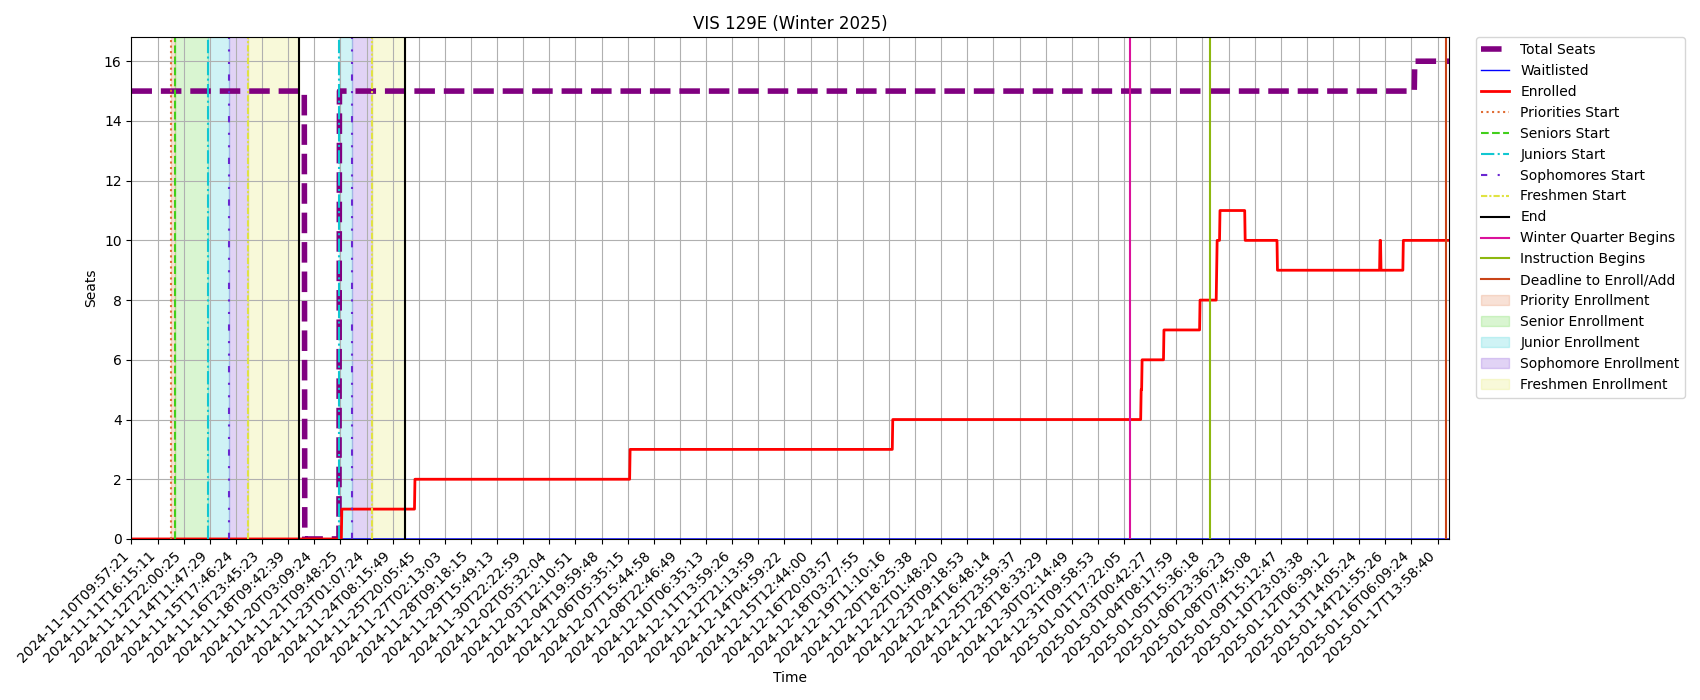 VIS 129E (Winter 2025)
Seats
16
14
12
10
8
6
4
2
0
2024-11-10T09:57:21
2024-11-11T16:15:11
2024-11-12T22:00:25
2024-11-14T11:47:29
2024-11-15T17:46:24
2024-11-16T23:45:23
2024-11-18T09:42:39
2024-11-20T03:09:24
2024-11-21T09:48:25
2024-11-23T01:07:24
2024-11-24T08:15:49
2024-11-25T20:05:45
2024-11-27T02:13:03
2024-11-28T09:18:15
2024-11-29T15:49:13
2024-11-30T22:22:59
2024-12-02T05:32:04
2024-12-03T12:10:51
2024-12-04T19:59:48
2024-12-06T05:35:15
2024-12-07T15:44:58
2024-12-08T22:46:49
2024-12-10T06:35:13
2024-12-11T13:59:26
2024-12-12T21:13:59
2024-12-14T04:59:22
2024-12-15T12:44:00
2024-12-16T20:03:57
2024-12-18T03:27:55
2024-12-19T11:10:16
2024-12-20T18:25:38
2024-12-22T01:48:20
2024-12-23T09:18:53
2024-12-24T16:48:14
2024-12-25T23:59:37
2024-12-28T18:33:29
2024-12-30T02:14:49
2024-12-31T09:58:53
2025-01-01T17:22:05
2025-01-03T00:42:27
2025-01-04T08:17:59
2025-01-05T15:36:18
2025-01-06T23:36:23
2025-01-08T07:45:08
2025-01-09T15:12:47
2025-01-10T23:03:38
2025-01-12T06:39:12
2025-01-13T14:05:24
2025-01-14T21:55:26
2025-01-16T06:09:24
2025-01-17T13:58:40
Time
Total Seats
Waitlisted
Enrolled
Priorities Start
Seniors Start
Juniors Start
Sophomores Start
Freshmen Start
End
Winter Quarter Begins
Instruction Begins
Deadline to Enroll/Add
Priority Enrollment
Senior Enrollment
Junior Enrollment
Sophomore Enrollment
Freshmen Enrollment